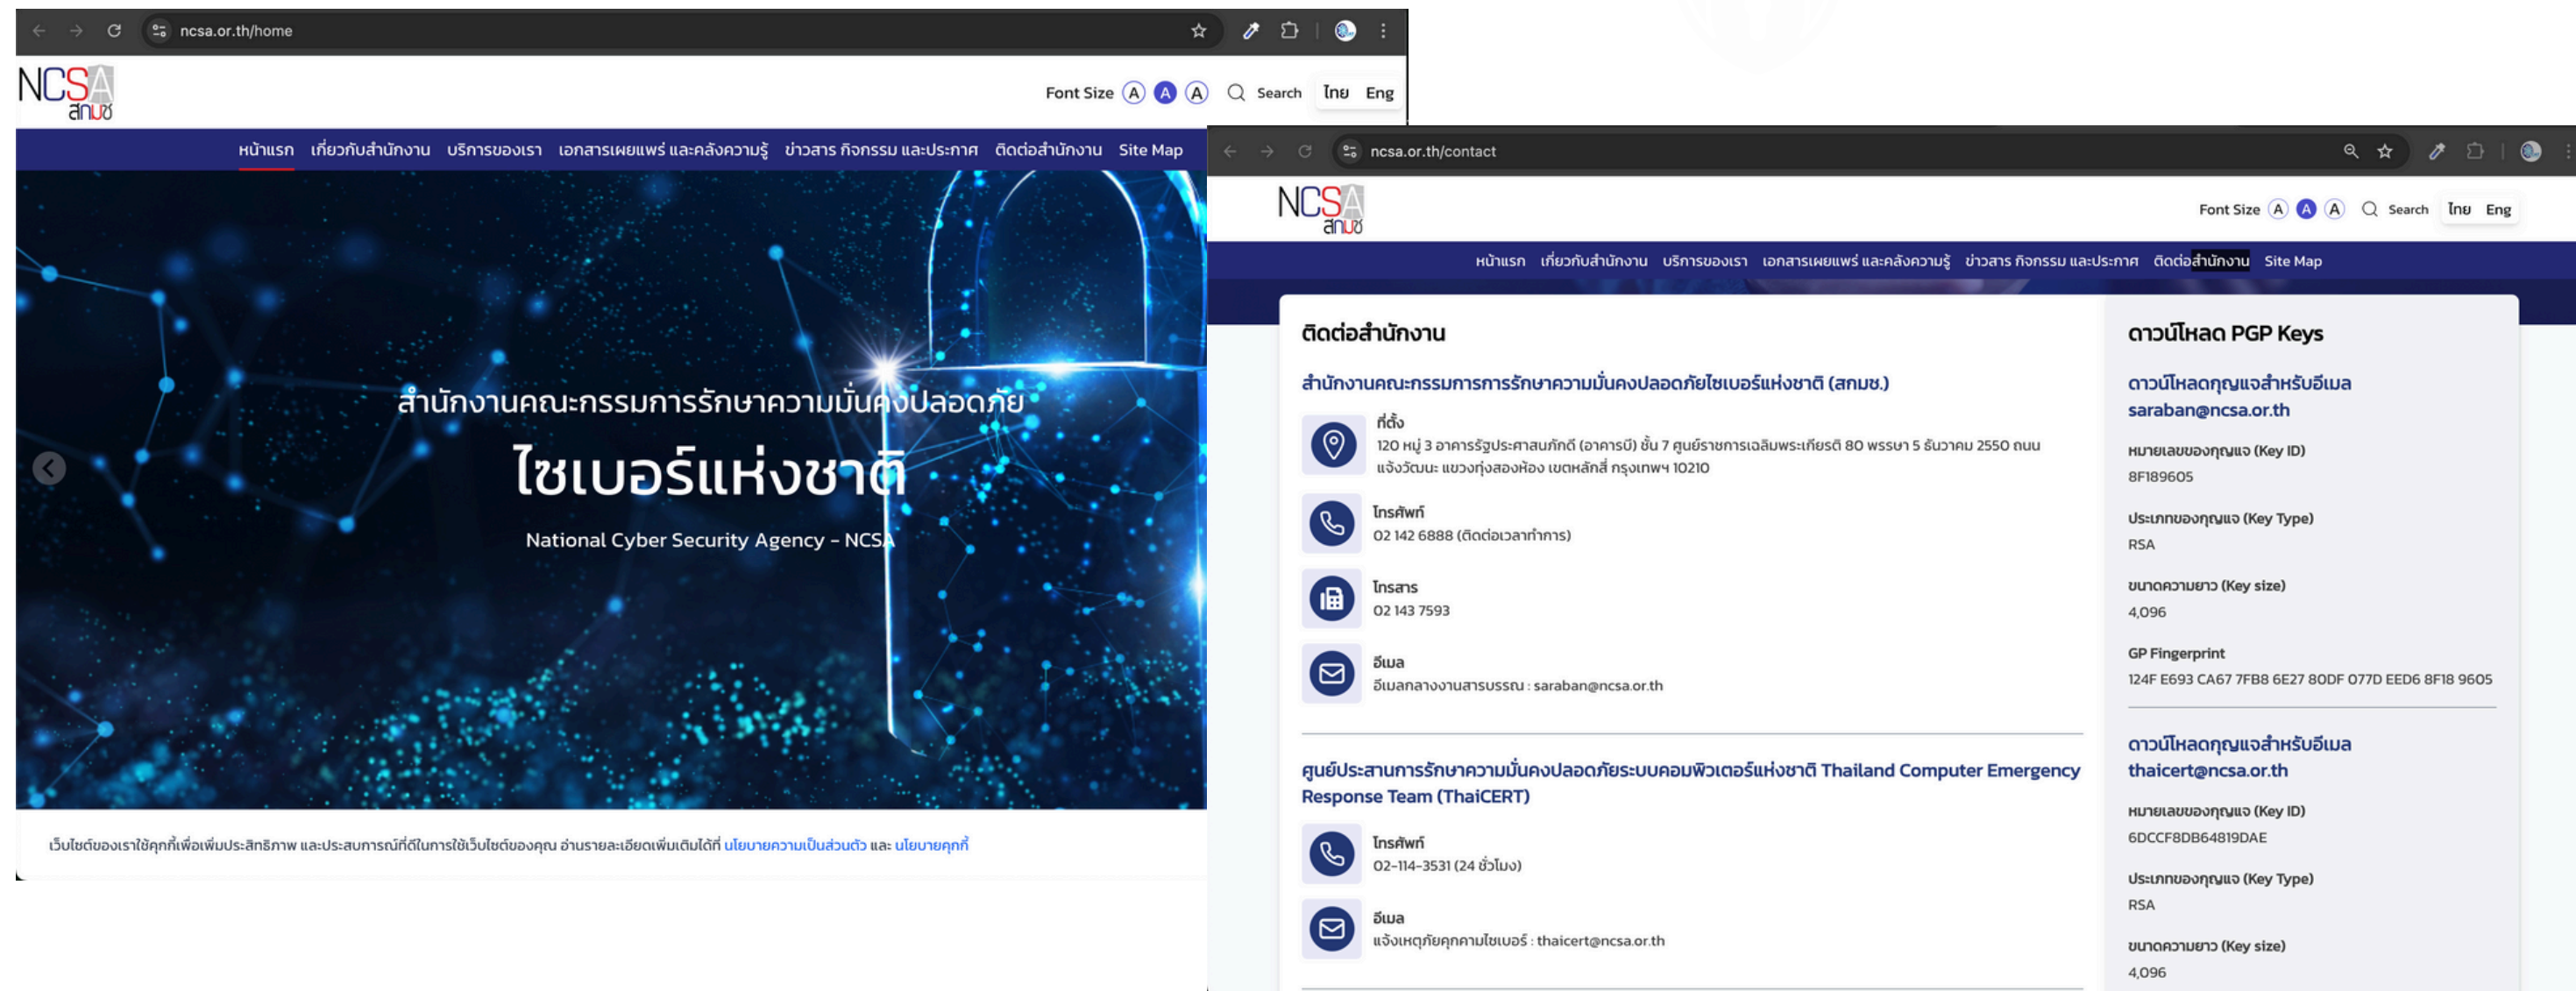 ncsa.or.th/home
NCSA
สกมช
Font Size A A A Search ไทย Eng
หน้าแรก เกี่ยวกับสำนักงาน บริการของเรา เอกสารเผยแพร่ และคลังความรู้ ข่าวสาร กิจกรรม และประกาศ ติดต่อสำนักงาน Site Map
สำนักงานคณะกรรมการรักษาความมั่นคงปลอดภัย
ไซเบอร์แห่งชาติ
National Cyber Security Agency – NCSA
เว็บไซต์ของเราใช้คุกกี้เพื่อเพิ่มประสิทธิภาพ และประสบการณ์ที่ดีในการใช้เว็บไซต์ของคุณ อ่านรายละเอียดเพิ่มเติมได้ที่ นโยบายความเป็นส่วนตัว และ นโยบายคุกกี้
ncsa.or.th/contact
NCSA
สกมช
Font Size A A A Search ไทย Eng
หน้าแรก เกี่ยวกับสำนักงาน บริการของเรา เอกสารเผยแพร่ และคลังความรู้ ข่าวสาร กิจกรรม และประกาศ ติดต่อสำนักงาน Site Map
ติดต่อสำนักงาน
สำนักงานคณะกรรมการการรักษาความมั่นคงปลอดภัยไซเบอร์แห่งชาติ (สกมช.)
ที่ตั้ง
120 หมู่ 3 อาคารรัฐประศาสนภักดี (อาคารบี) ชั้น 7 ศูนย์ราชการเฉลิมพระเกียรติ 80 พรรษา 5 ธันวาคม 2550 ถนน
แจ้งวัฒนะ แขวงทุ่งสองห้อง เขตหลักสี่ กรุงเทพฯ 10210
โทรศัพท์
02 142 6888 (ติดต่อเวลาทำการ)
โทรสาร
02 143 7593
อีเมล
อีเมลกลางงานสารบรรณ : saraban@ncsa.or.th
ศูนย์ประสานการรักษาความมั่นคงปลอดภัยระบบคอมพิวเตอร์แห่งชาติ Thailand Computer Emergency
Response Team (ThaiCERT)
โทรศัพท์
02-114-3531 (24 ชั่วโมง)
อีเมล
แจ้งเหตุภัยคุกคามไซเบอร์ : thaicert@ncsa.or.th
ดาวน์โหลด PGP Keys
ดาวน์โหลดกุญแจสำหรับอีเมล
saraban@ncsa.or.th
หมายเลขของกุญแจ (Key ID)
8F189605
ประเภทของกุญแจ (Key Type)
RSA
ขนาดความยาว (Key size)
4,096
GP Fingerprint
124F E693 CA67 7FB8 6E27 80DF 077D EED6 8F18 9605
ดาวน์โหลดกุญแจสำหรับอีเมล
thaicert@ncsa.or.th
หมายเลขของกุญแจ (Key ID)
6DCCF8DB64819DAE
ประเภทของกุญแจ (Key Type)
RSA
ขนาดความยาว (Key size)
4,096